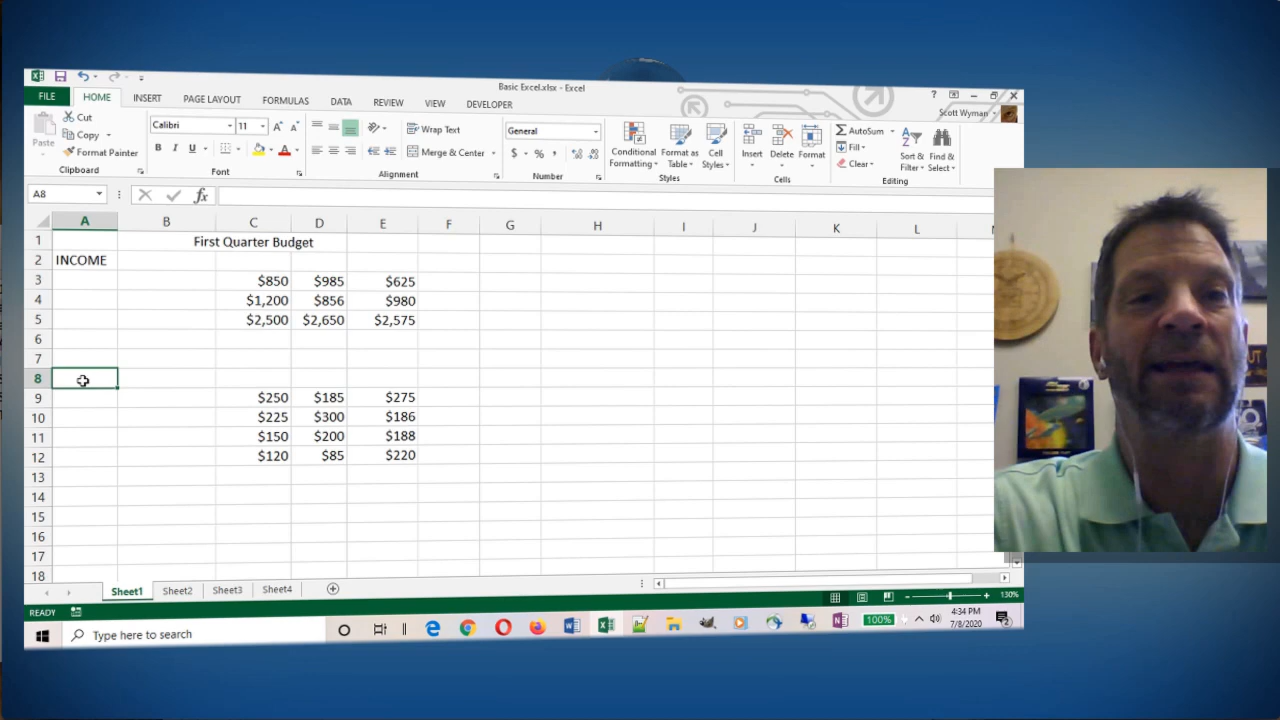 Basic Excel.xlsx - Excel
FILE HOME INSERT PAGE LAYOUT FORMULAS DATA REVIEW VIEW DEVELOPER
Scott Wyman
Paste
Cut
Copy
Format Painter
Clipboard
Calibri 11
B I U
Font
Wrap Text
Merge & Center
Alignment
General
$ % ,
Number
Conditional Formatting
Format as Table
Cell Styles
Styles
Insert Delete Format
Cells
AutoSum
Fill
Clear
Sort & Filter
Find & Select
Editing
A8
fx
A B C D E F G H I J K L
1 First Quarter Budget
2 INCOME
3 $850 $985 $625
4 $1,200 $856 $980
5 $2,500 $2,650 $2,575
6
7
8
9 $250 $185 $275
10 $225 $300 $186
11 $150 $200 $188
12 $120 $85 $220
13
14
15
16
17
18
Sheet1 Sheet2 Sheet3 Sheet4
READY
130%
Type here to search
100%
4:34 PM
7/8/2020